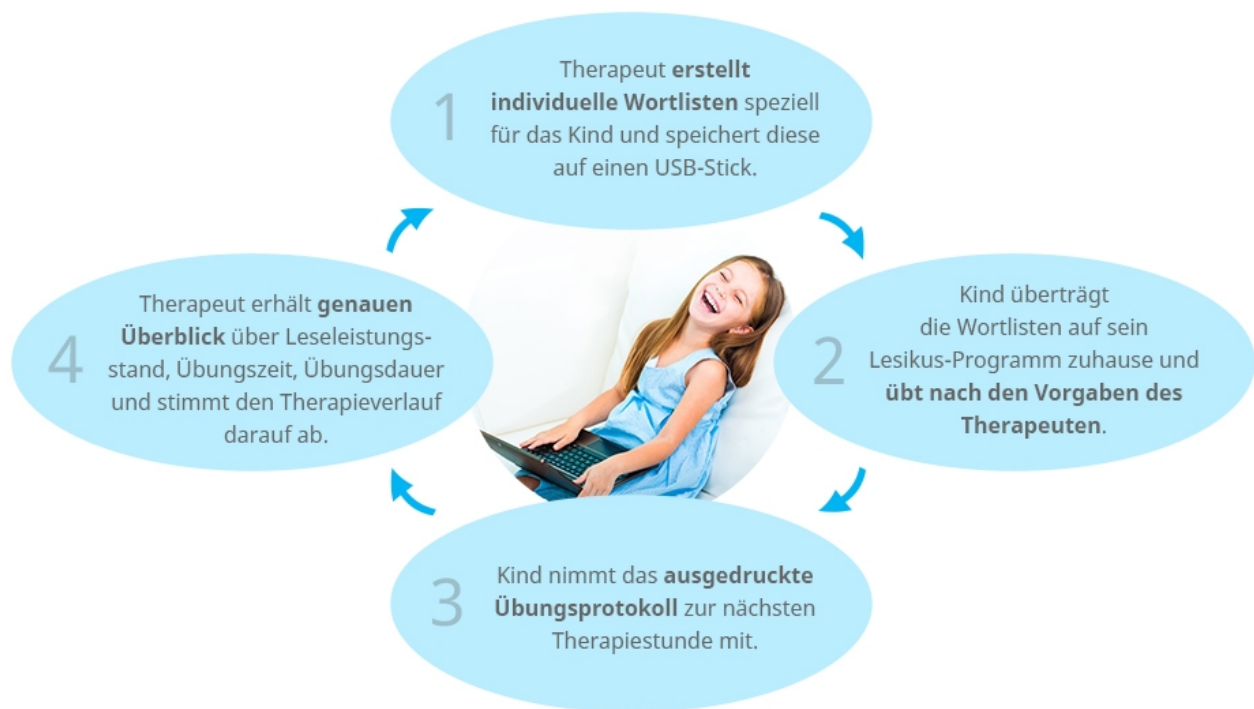 1
Therapeut erstellt
individuelle Wortlisten speziell
für das Kind und speichert diese
auf einen USB-Stick.
2
Kind überträgt
die Wortlisten auf sein
Lesikus-Programm zuhause und
übt nach den Vorgaben des
Therapeuten.
3
Kind nimmt das ausgedruckte
Übungsprotokoll zur nächsten
Therapiestunde mit.
4
Therapeut erhält genauen
Überblick über Leseleistungs-
stand, Übungszeit, Übungsdauer
und stimmt den Therapieverlauf
darauf ab.